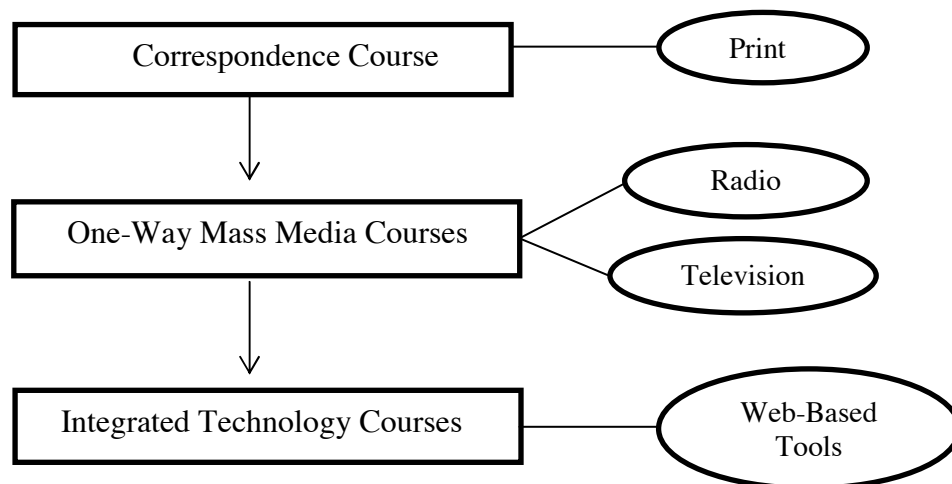 Correspondence Course
Print
One-Way Mass Media Courses
Radio
Television
Integrated Technology Courses
Web-Based
Tools